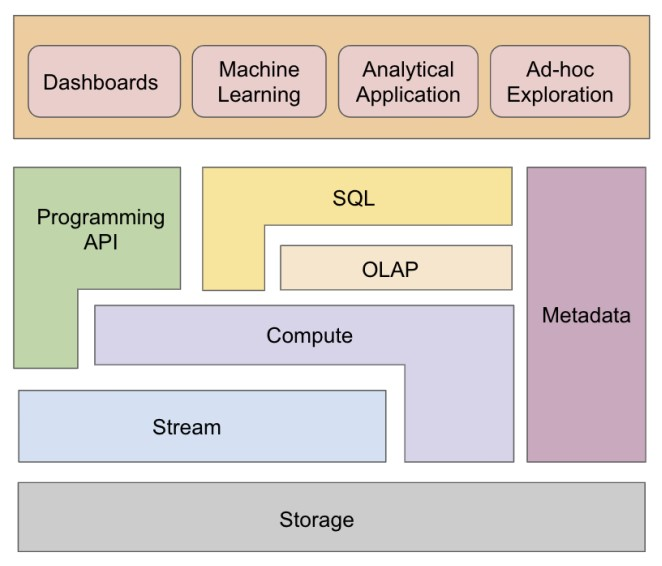 Dashboards
Machine
Learning
Analytical
Application
Ad-hoc
Exploration
Programming
API
SQL
OLAP
Metadata
Compute
Stream
Storage